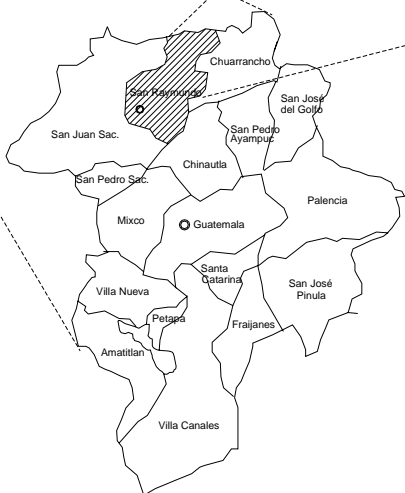 Chuarrancho
San Raymundo
San José
del Golfo
San Juan Sac.
San Pedro
Ayampuc
Chinautla
San Pedro Sac.
Palencia
Mixco
Guatemala
Santa
Catarina
San José
Pinula
Villa Nueva
Petapa
Fraijanes
Amatitlan
Villa Canales